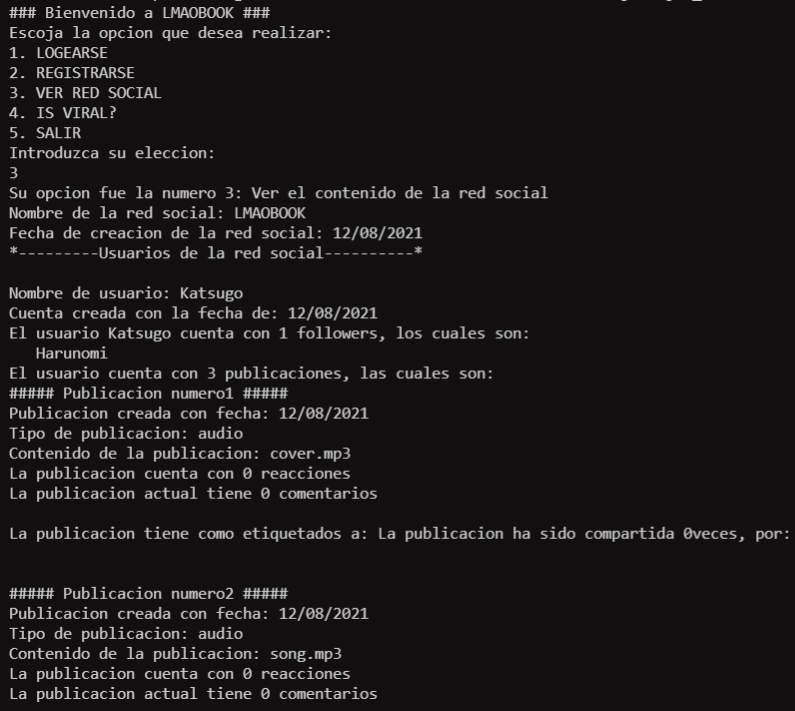 ### Bienvenido a LMAOBOOK ###
Escoja la opcion que desea realizar:
1. LOGEARSE
2. REGISTRARSE
3. VER RED SOCIAL
4. IS VIRAL?
5. SALIR
Introduzca su eleccion:
3
Su opcion fue la numero 3: Ver el contenido de la red social
Nombre de la red social: LMAOBOOK
Fecha de creacion de la red social: 12/08/2021
*---------Usuarios de la red social----------*
Nombre de usuario: Katsugo
Cuenta creada con la fecha de: 12/08/2021
El usuario Katsugo cuenta con 1 followers, los cuales son:
Harunomi
El usuario cuenta con 3 publicaciones, las cuales son:
##### Publicacion numero1 #####
Publicacion creada con fecha: 12/08/2021
Tipo de publicacion: audio
Contenido de la publicacion: cover.mp3
La publicacion cuenta con 0 reacciones
La publicacion actual tiene 0 comentarios
La publicacion tiene como etiquetados a: La publicacion ha sido compartida 0veces, por:
##### Publicacion numero2 #####
Publicacion creada con fecha: 12/08/2021
Tipo de publicacion: audio
Contenido de la publicacion: song.mp3
La publicacion cuenta con 0 reacciones
La publicacion actual tiene 0 comentarios